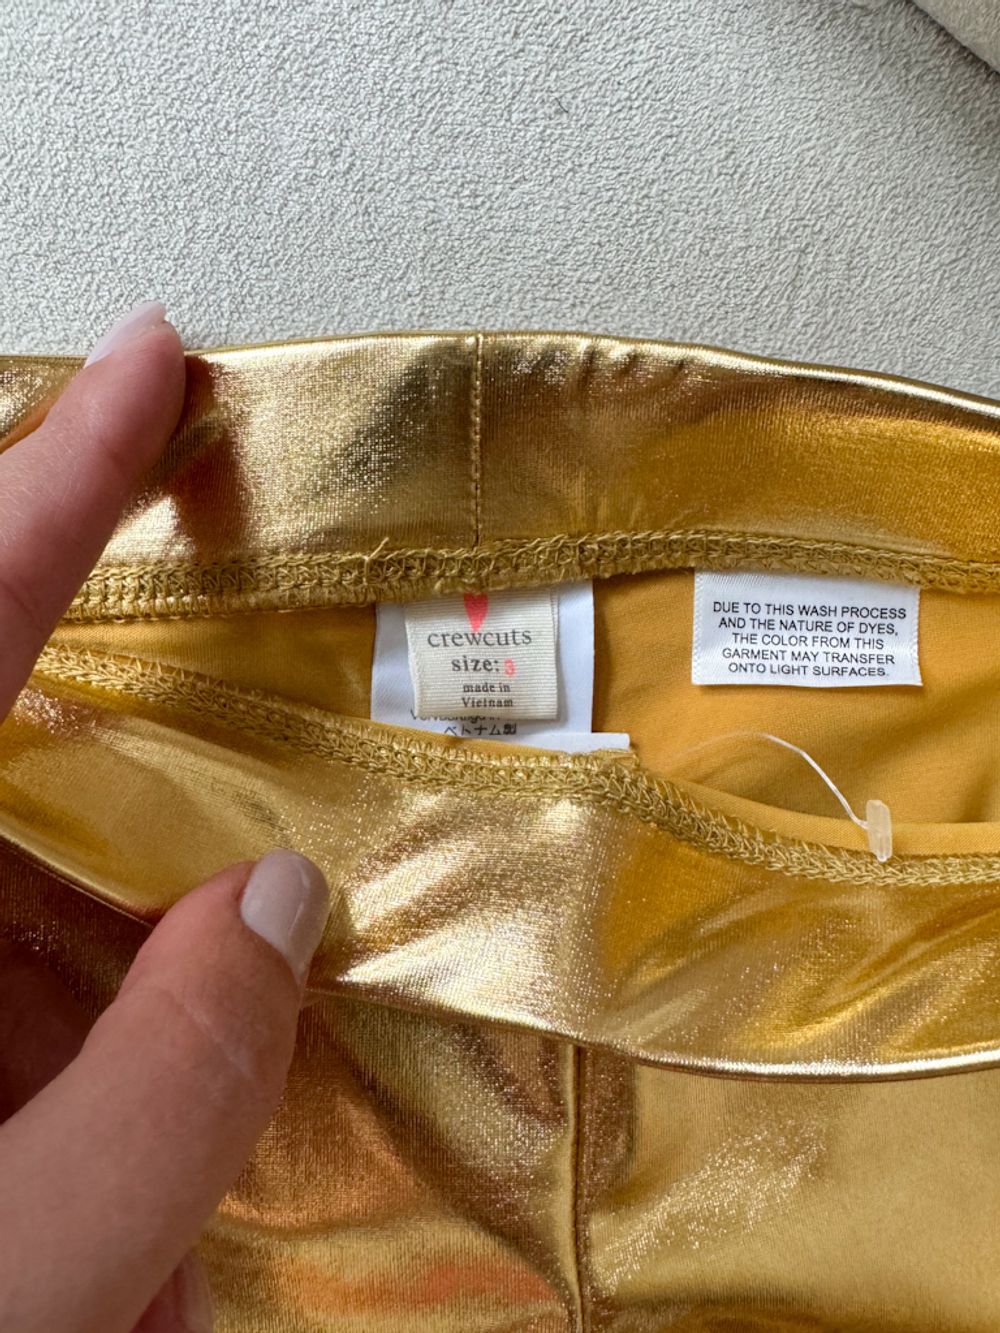 crewcuts
size: 3
made in
Vietnam
ベトナム製
DUE TO THIS WASH PROCESS
AND THE NATURE OF DYES,
THE COLOR FROM THIS
GARMENT MAY TRANSFER
ONTO LIGHT SURFACES.